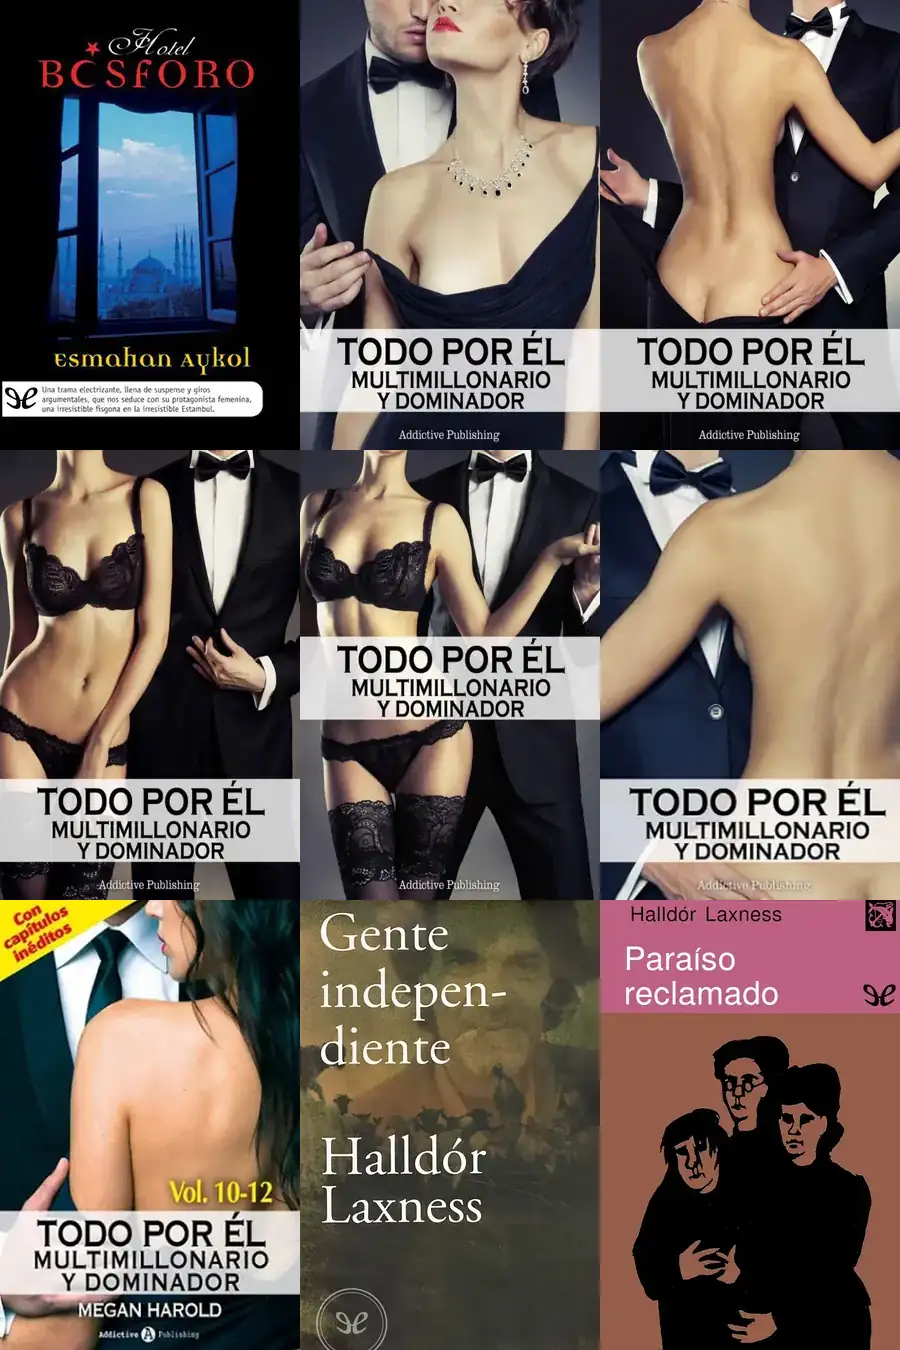 Hotel
BOSFORO
Esmahan Aykol
Una trama electrizante, llena de suspense y giros
argumentales, que nos seduce con su protagonista femenina,
una irresistible fisgona en la irresistible Estambul.
TODO POR ÉL
MULTIMILLONARIO
Y DOMINADOR
Addictive Publishing
TODO POR ÉL
MULTIMILLONARIO
Y DOMINADOR
Addictive Publishing
TODO POR ÉL
MULTIMILLONARIO
Y DOMINADOR
Addictive Publishing
TODO POR ÉL
MULTIMILLONARIO
Y DOMINADOR
Addictive Publishing
TODO POR ÉL
MULTIMILLONARIO
Y DOMINADOR
Addictive Publishing
Con
capítulos
inéditos
Vol. 10-12
TODO POR ÉL
MULTIMILLONARIO
Y DOMINADOR
MEGAN HAROLD
Addictive A Publishing
Gente
indepen-
diente
Halldór
Laxness
Halldór Laxness
Paraíso
reclamado